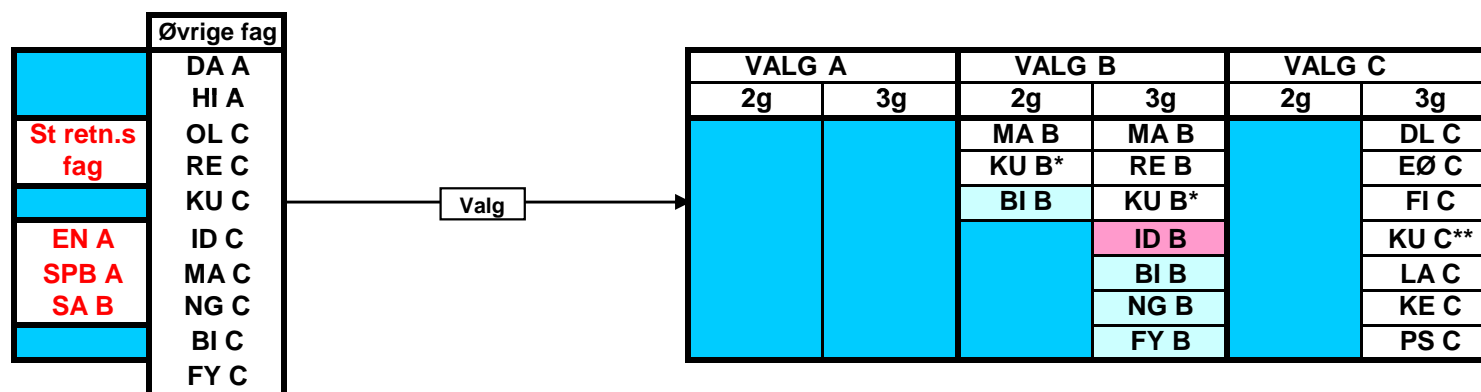 Øvrige fag
DA A
HI A
St retn.s
fag
OL C
RE C
KU C
EN A
SPB A
SA B
ID C
MA C
NG C
BI C
FY C
Valg
VALG A
VALG B
VALG C
2g
3g
2g
3g
2g
3g
MA B
MA B
DL C
KU B*
RE B
EØ C
BI B
KU B*
FI C
ID B
KU C**
BI B
LA C
NG B
KE C
FY B
PS C